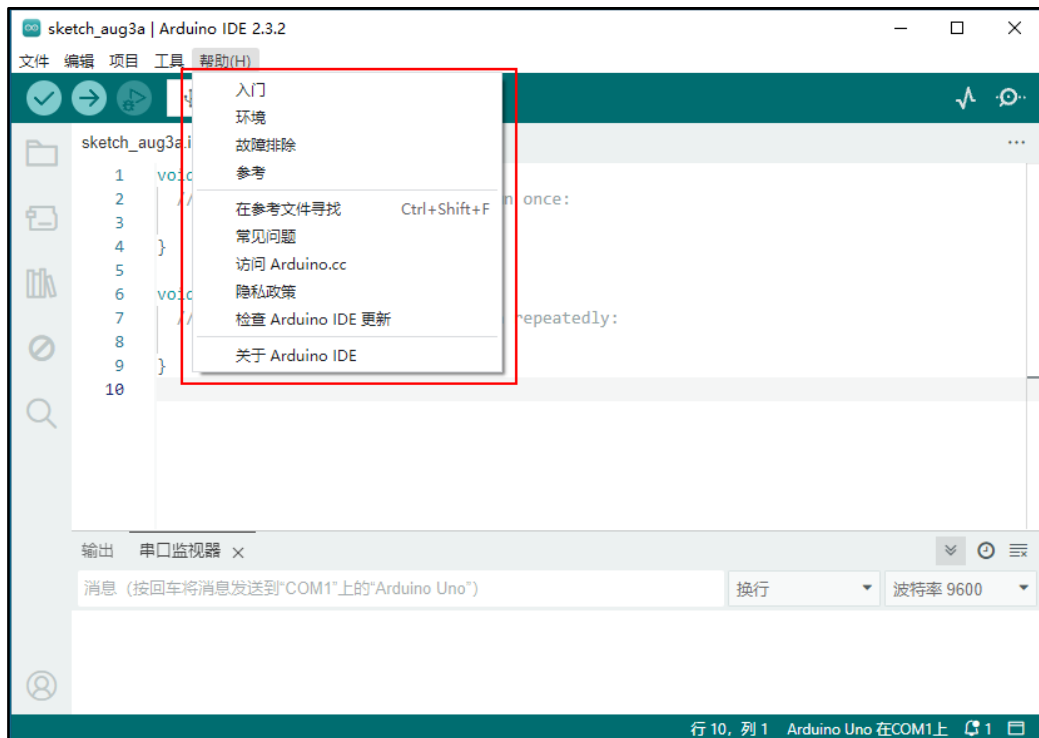 sketch_aug3a | Arduino IDE 2.3.2
文件 编辑 项目 工具 帮助(H)
入门
环境
sketch_aug3a.i
故障排除
参考
在参考文件寻找 Ctrl+Shift+F
常见问题
访问 Arduino.cc
隐私政策
检查 Arduino IDE 更新
关于 Arduino IDE
1 void
2 // once:
3
4 }
5
6 void
7 // repeatedly:
8
9 }
10
输出 串口监视器
消息（按回车将消息发送到“COM1”上的“Arduino Uno”）
换行 波特率 9600
行 10，列 1 Arduino Uno 在COM1上 1